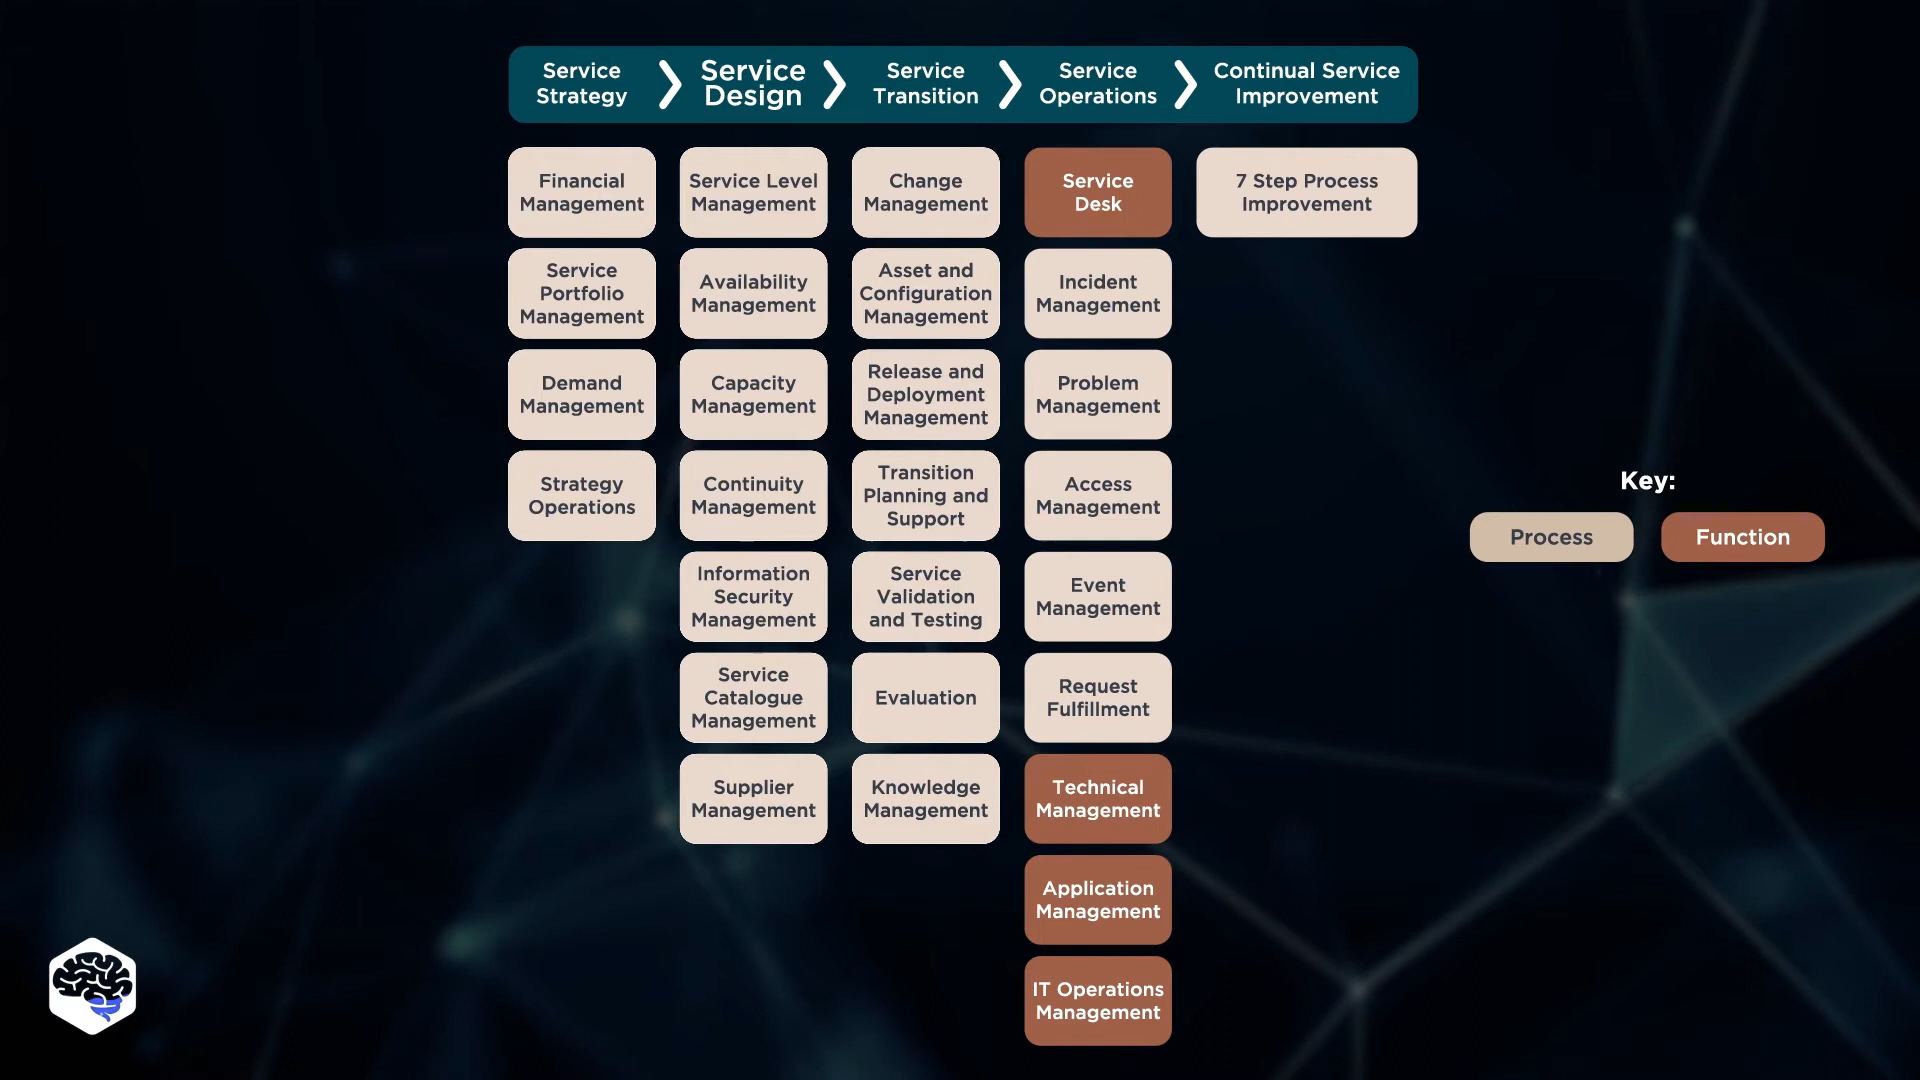 Service
Strategy
Service
Design
Service
Transition
Service
Operations
Continual Service
Improvement
Financial
Management
Service
Portfolio
Management
Demand
Management
Strategy
Operations
Service Level
Management
Availability
Management
Capacity
Management
Continuity
Management
Information
Security
Management
Service
Catalogue
Management
Supplier
Management
Change
Management
Asset and
Configuration
Management
Release and
Deployment
Management
Transition
Planning and
Support
Service
Validation
and Testing
Evaluation
Knowledge
Management
Service
Desk
Incident
Management
Problem
Management
Access
Management
Event
Management
Request
Fulfillment
Technical
Management
Application
Management
IT Operations
Management
7 Step Process
Improvement
Key:
Process
Function